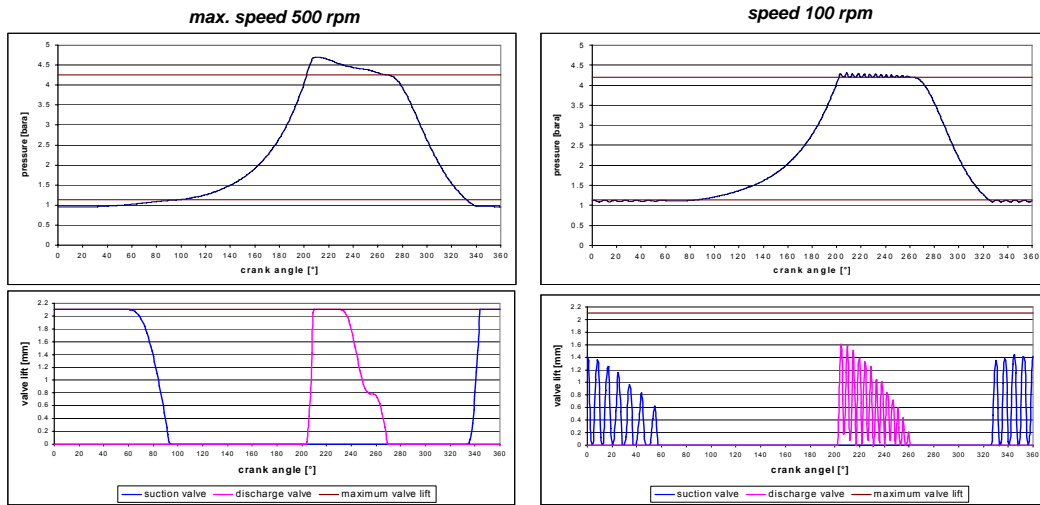 max. speed 500 rpm
speed 100 rpm
pressure [bara]
5
4.5
4
3.5
3
2.5
2
1.5
1
0.5
0
0 20 40 60 80 100 120 140 160 180 200 220 240 260 280 300 320 340 360
crank angle [°]
pressure [bara]
5
4.5
4
3.5
3
2.5
2
1.5
1
0.5
0
0 20 40 60 80 100 120 140 160 180 200 220 240 260 280 300 320 340 360
crank angle [°]
valve lift [mm]
2.2
2
1.8
1.6
1.4
1.2
1
0.8
0.6
0.4
0.2
0
0 20 40 60 80 100 120 140 160 180 200 220 240 260 280 300 320 340 360
crank angle [°]
suction valve discharge valve maximum valve lift
valve lift [mm]
2.2
2
1.8
1.6
1.4
1.2
1
0.8
0.6
0.4
0.2
0
0 20 40 60 80 100 120 140 160 180 200 220 240 260 280 300 320 340 360
crank angel [°]
suction valve discharge valve maximum valve lift